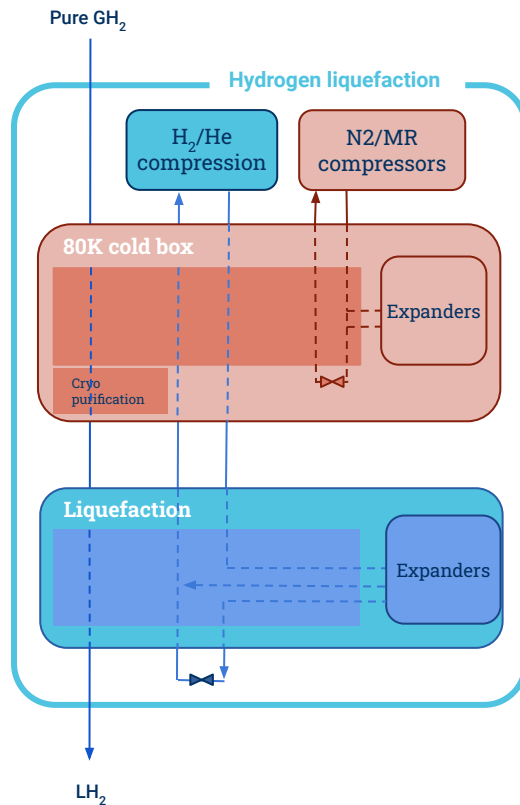 Pure GH₂
Hydrogen liquefaction
H₂/He
compression
N2/MR
compressors
80K cold box
Expanders
Cryo
purification
Liquefaction
Expanders
LH₂